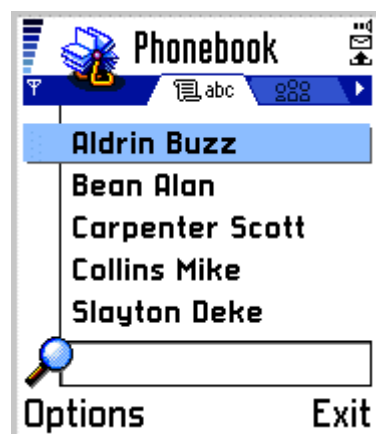 Phonebook
abc
Aldrin Buzz
Bean Alan
Carpenter Scott
Collins Mike
Slayton Deke
Options Exit